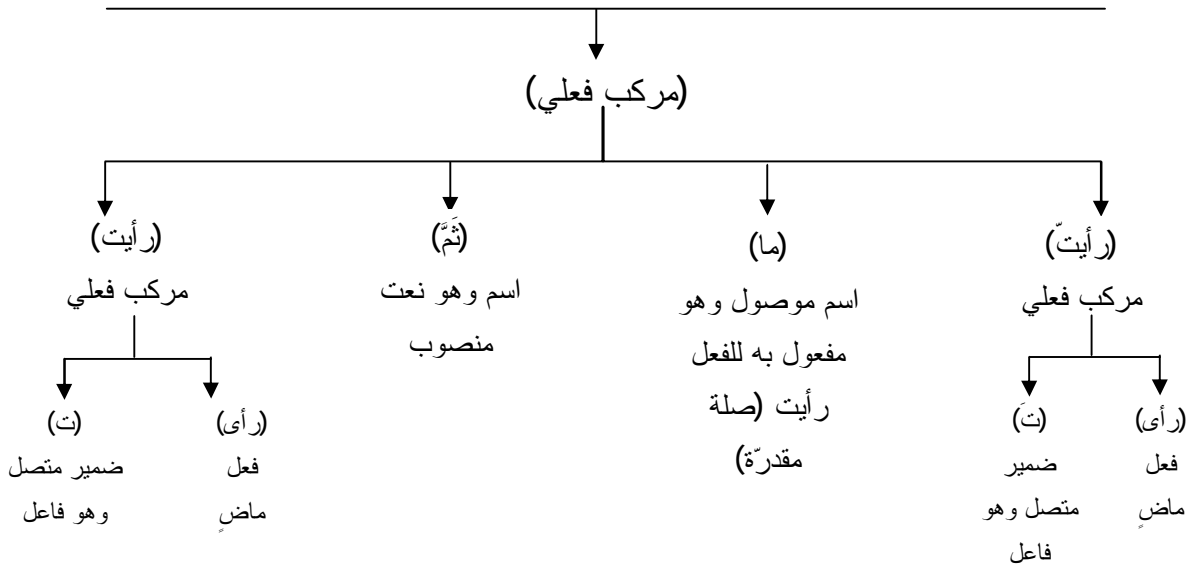 (مركب فعلي)
(رأيتّ)
مركب فعلي
(رأى)
فعل
ماضٍ
(تَ)
ضمير
متصل وهو
فاعل
(ما)
اسم موصول وهو
مفعول به للفعل
رأيت (صلة
مقدرّة)
(ثَمَّ)
اسم وهو نعت
منصوب
(رأيت)
مركب فعلي
(رأى)
فعل
ماضٍ
(ت)
ضمير متصل
وهو فاعل